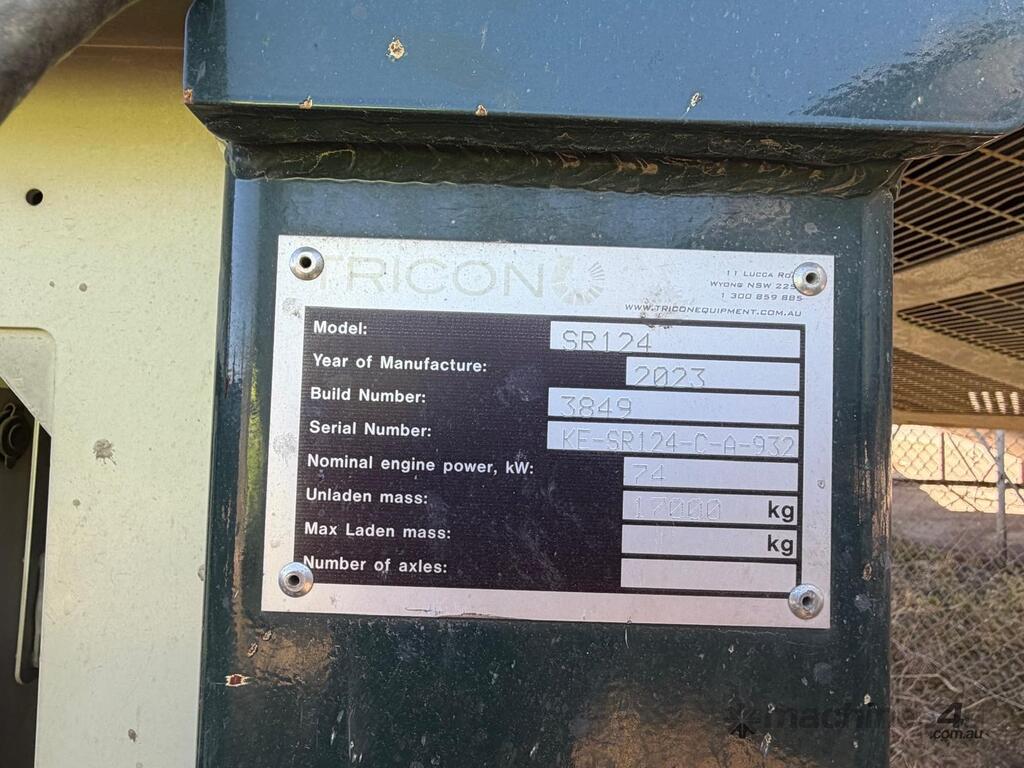 TRICON
11 LUCCA
WYONG NSW
1 300 859 885
WWW.TRICONEQUIPMENT.COM.AU
Model: SR124
Year of Manufacture: 2023
Build Number: 3849
Serial Number: KE-SR124-C-A-932
Nominal engine power, kW: 74
Unladen mass: 17000 kg
Max Laden mass: kg
Number of axles:
machines4u
.com.au